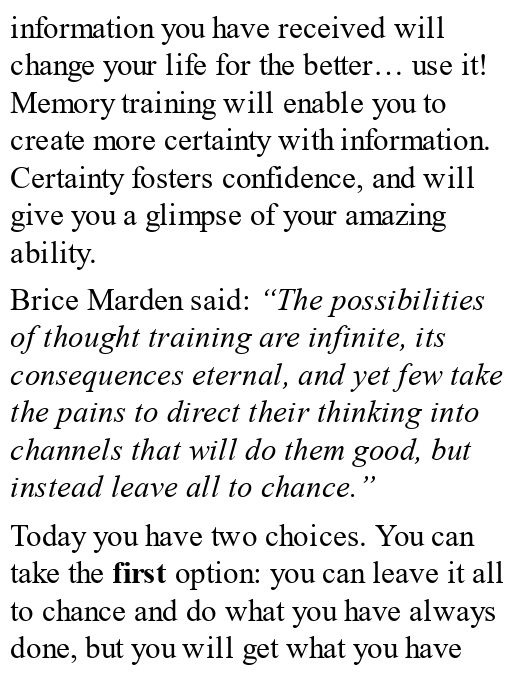 information you have received will
change your life for the better… use it!
Memory training will enable you to
create more certainty with information.
Certainty fosters confidence, and will
give you a glimpse of your amazing
ability.
Brice Marden said: “The possibilities
of thought training are infinite, its
consequences eternal, and yet few take
the pains to direct their thinking into
channels that will do them good, but
instead leave all to chance.”
Today you have two choices. You can
take the first option: you can leave it all
to chance and do what you have always
done, but you will get what you have